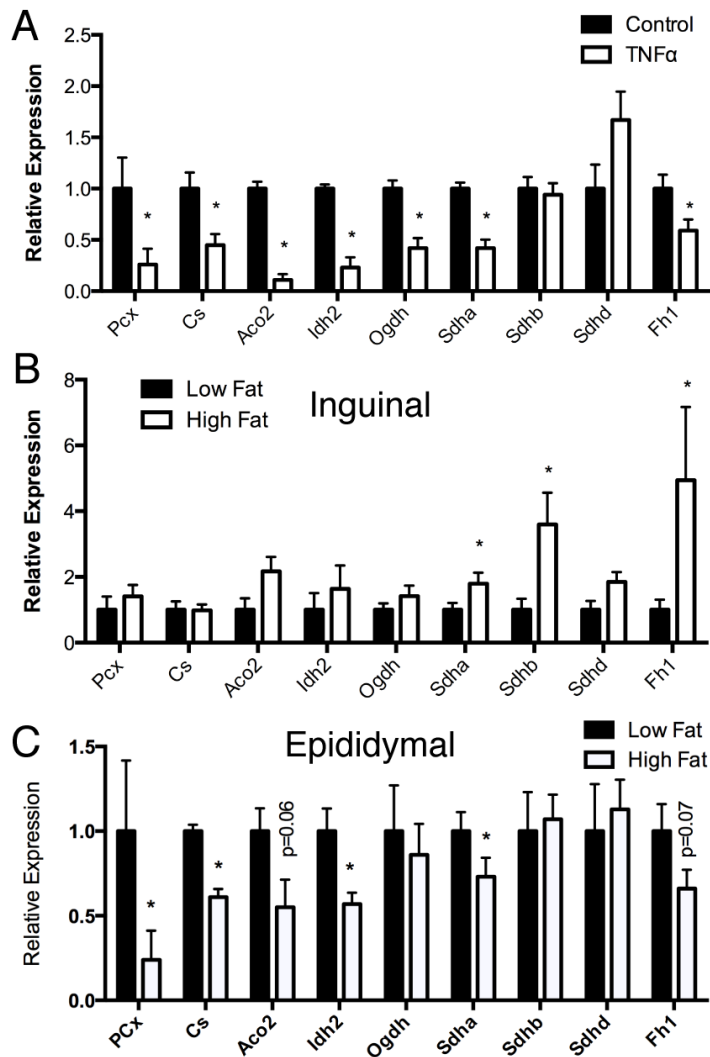 A
Control
TNFα
Relative Expression
2.5
2.0
1.5
1.0
0.5
0.0
*
*
*
*
*
*
*
Pcx
Cs
Aco2
Idh2
Ogdh
Sdha
Sdhb
Sdhd
Fh1
B
Low Fat
High Fat
Inguinal
Relative Expression
8
6
4
2
0
*
*
*
Pcx
Cs
Aco2
Idh2
Ogdh
Sdha
Sdhb
Sdhd
Fh1
C
Epididymal
Low Fat
High Fat
Relative Expression
1.5
1.0
0.5
0.0
*
*
p=0.06
*
*
p=0.07
PCx
Cs
Aco2
Idh2
Ogdh
Sdha
Sdhb
Sdhd
Fh1